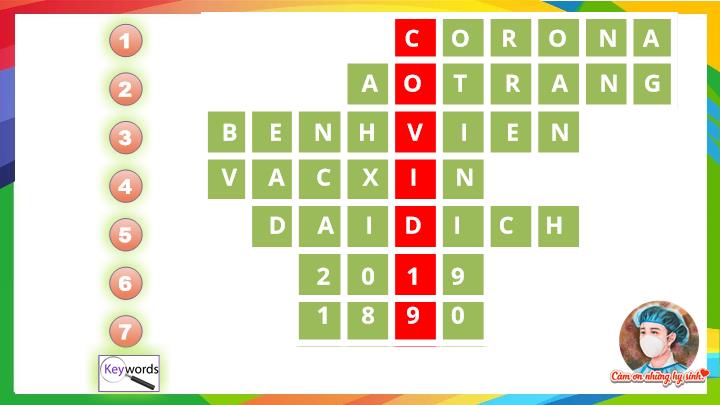 1 C O R O N A
2 A O T R A N G
3 B E N H V I E N
4 V A C X I N
5 D A I D I C H
6 2 0 1 9
7 1 8 9 0
Keywords
Cảm ơn những hy sinh.